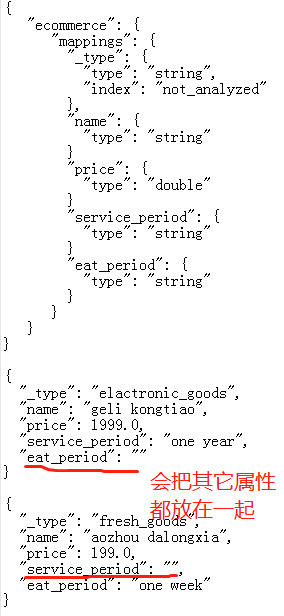 {
"ecommerce": {
"mappings": {
"_type": {
"type": "string",
"index": "not_analyzed"
},
"name": {
"type": "string"
}
"price": {
"type": "double"
}
"service_period": {
"type": "string"
}
"eat_period": {
"type": "string"
}
}
}
}
{
"_type": "elactronic_goods",
"name": "geli kongtiao",
"price": 1999.0,
"service_period": "one year",
"eat_period": ""
}
会把其它属性
都放在一起
{
"_type": "fresh_goods",
"name": "aozhou dalongxia",
"price": 199.0,
"service_period": "",
"eat_period": "one week"
}